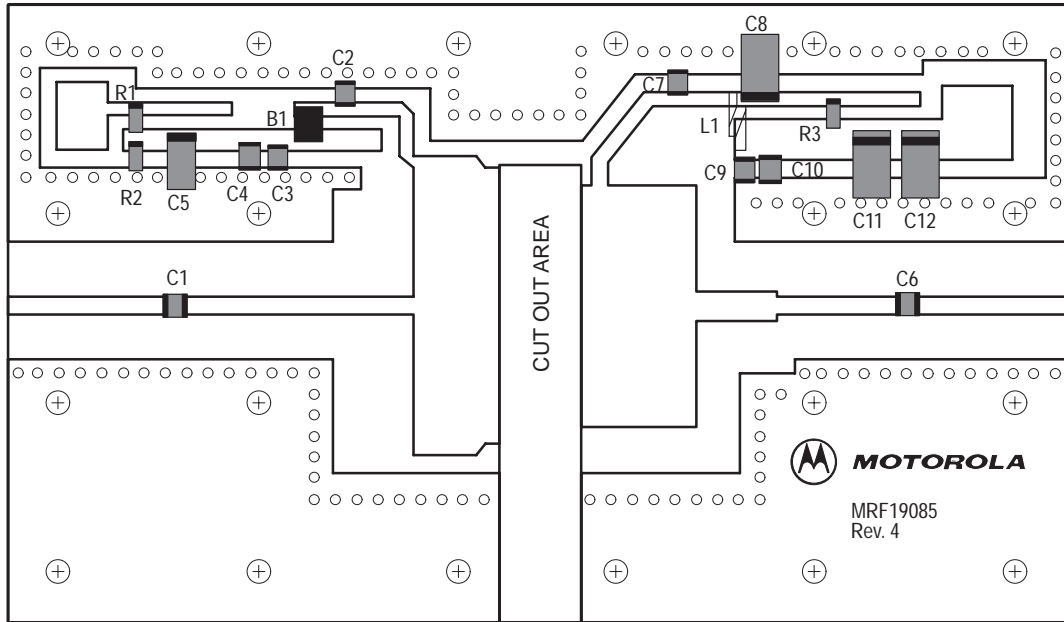 C8
C2
C7
R1
B1
L1
R3
R2
C5
C4
C3
C9
C10
C11
C12
C1
C6
CUT OUT AREA
MOTOROLA
MRF19085
Rev. 4